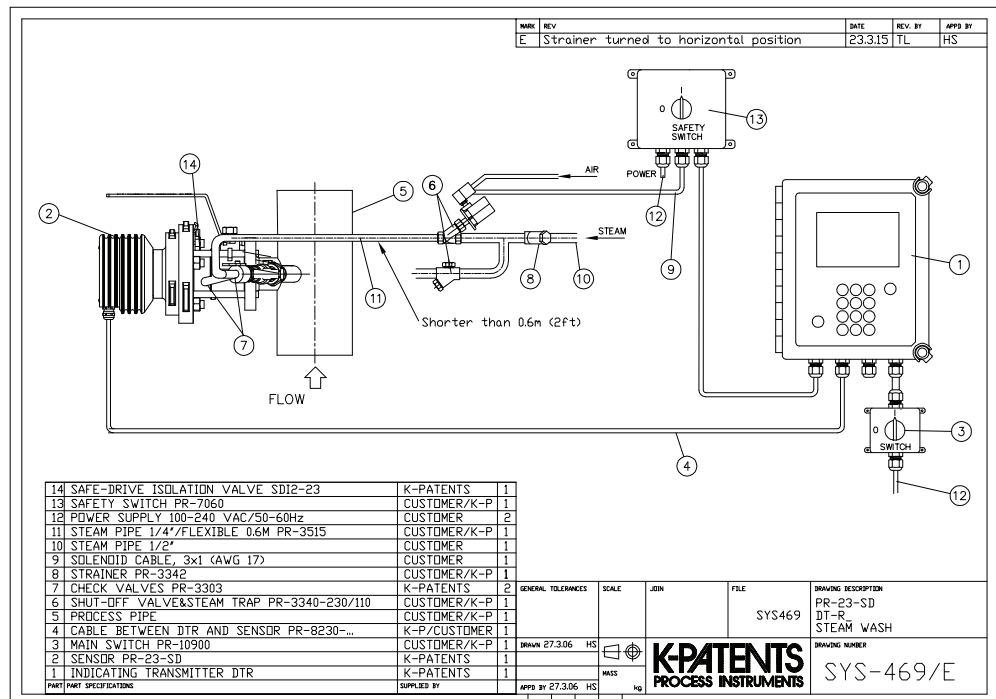 MARK REV DATE REV. BY APPD BY
E Strainer turned to horizontal position 23.3.15 TL HS
0
SAFETY
SWITCH
13
14
AIR
POWER
2
5
6
12
STEAM
9
8
10
1
11
Shorter than 0.6m (2ft)
7
FLOW
0
SWITCH
3
4
12
14 SAFE-DRIVE ISOLATION VALVE SDI2-23 K-PATENTS 1
13 SAFETY SWITCH PR-7060 CUSTOMER/K-P 1
12 POWER SUPPLY 100-240 VAC/50-60Hz CUSTOMER 2
11 STEAM PIPE 1/4"/FLEXIBLE 0.6M PR-3515 CUSTOMER/K-P 1
10 STEAM PIPE 1/2" CUSTOMER 1
9 SOLENOID CABLE, 3x1 (AWG 17) CUSTOMER 1
8 STRAINER PR-3342 CUSTOMER/K-P 1
7 CHECK VALVES PR-3303 K-PATENTS 2
6 SHUT-OFF VALVE&STEAM TRAP PR-3340-230/110 CUSTOMER/K-P 1
5 PROCESS PIPE CUSTOMER/K-P 1
4 CABLE BETWEEN DTR AND SENSOR PR-8230-... K-P/CUSTOMER 1
3 MAIN SWITCH PR-10900 CUSTOMER/K-P 1
2 SENSOR PR-23-SD K-PATENTS 1
1 INDICATING TRANSMITTER DTR K-PATENTS 1
PART PART SPECIFICATIONS SUPPLIED BY
GENERAL TOLERANCES
SCALE
JOIN
FILE
SYS469
DRAWING DESCRIPTION
PR-23-SD
DT-R_
STEAM WASH
DRAWN 27.3.06 HS
MASS
kg
APPD BY 27.3.06 HS
K-PATENTS
PROCESS INSTRUMENTS
DRAWING NUMBER
SYS-469/E